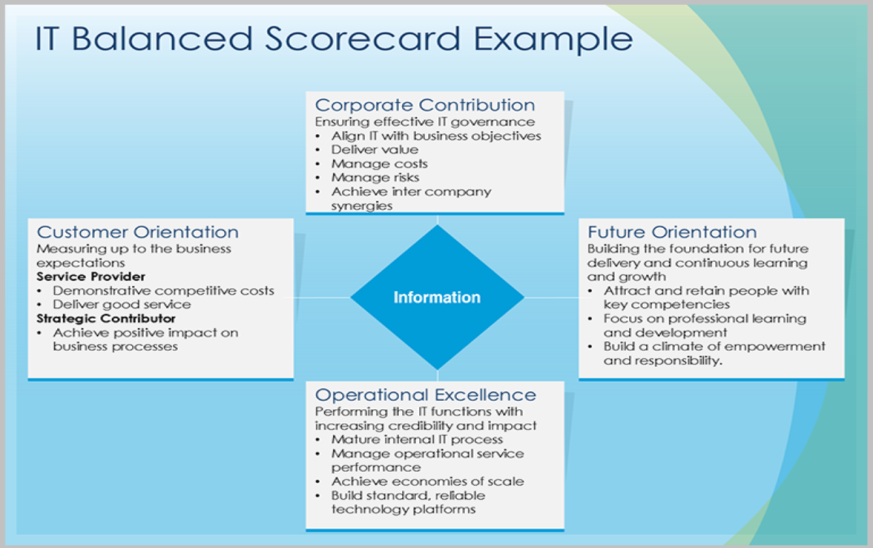 IT Balanced Scorecard Example
Corporate Contribution
Ensuring effective IT governance
• Align IT with business objectives
• Deliver value
• Manage costs
• Manage risks
• Achieve inter company
synergies
Customer Orientation
Measuring up to the business
expectations
Service Provider
• Demonstrative competitive costs
• Deliver good service
Strategic Contributor
• Achieve positive impact on
business processes
Information
Future Orientation
Building the foundation for future
delivery and continuous learning
and growth
• Attract and retain people with
key competencies
• Focus on professional learning
and development
• Build a climate of empowerment
and responsibility.
Operational Excellence
Performing the IT functions with
increasing credibility and impact
• Mature internal IT process
• Manage operational service
performance
• Achieve economies of scale
• Build standard, reliable
technology platforms